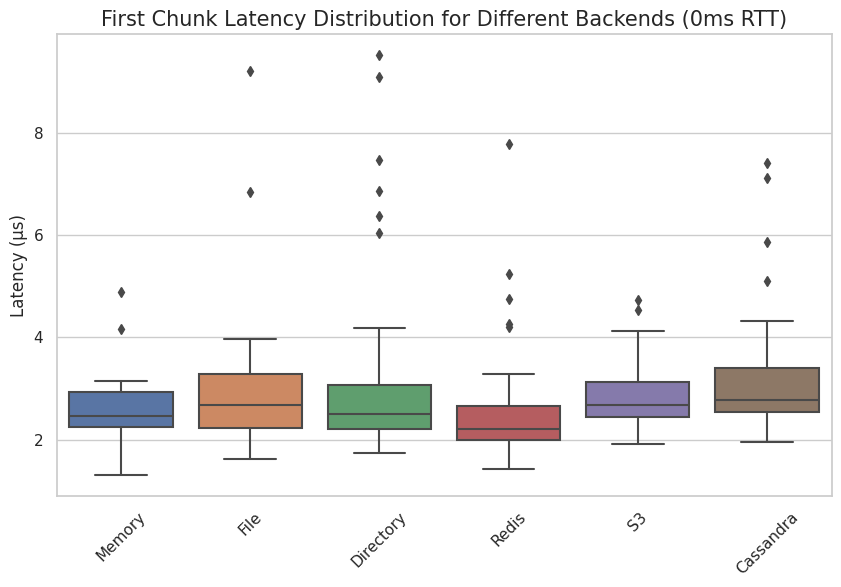 First Chunk Latency Distribution for Different Backends (0ms RTT)
Latency (µs)
8
6
4
2
Memory
File
Directory
Redis
S3
Cassandra